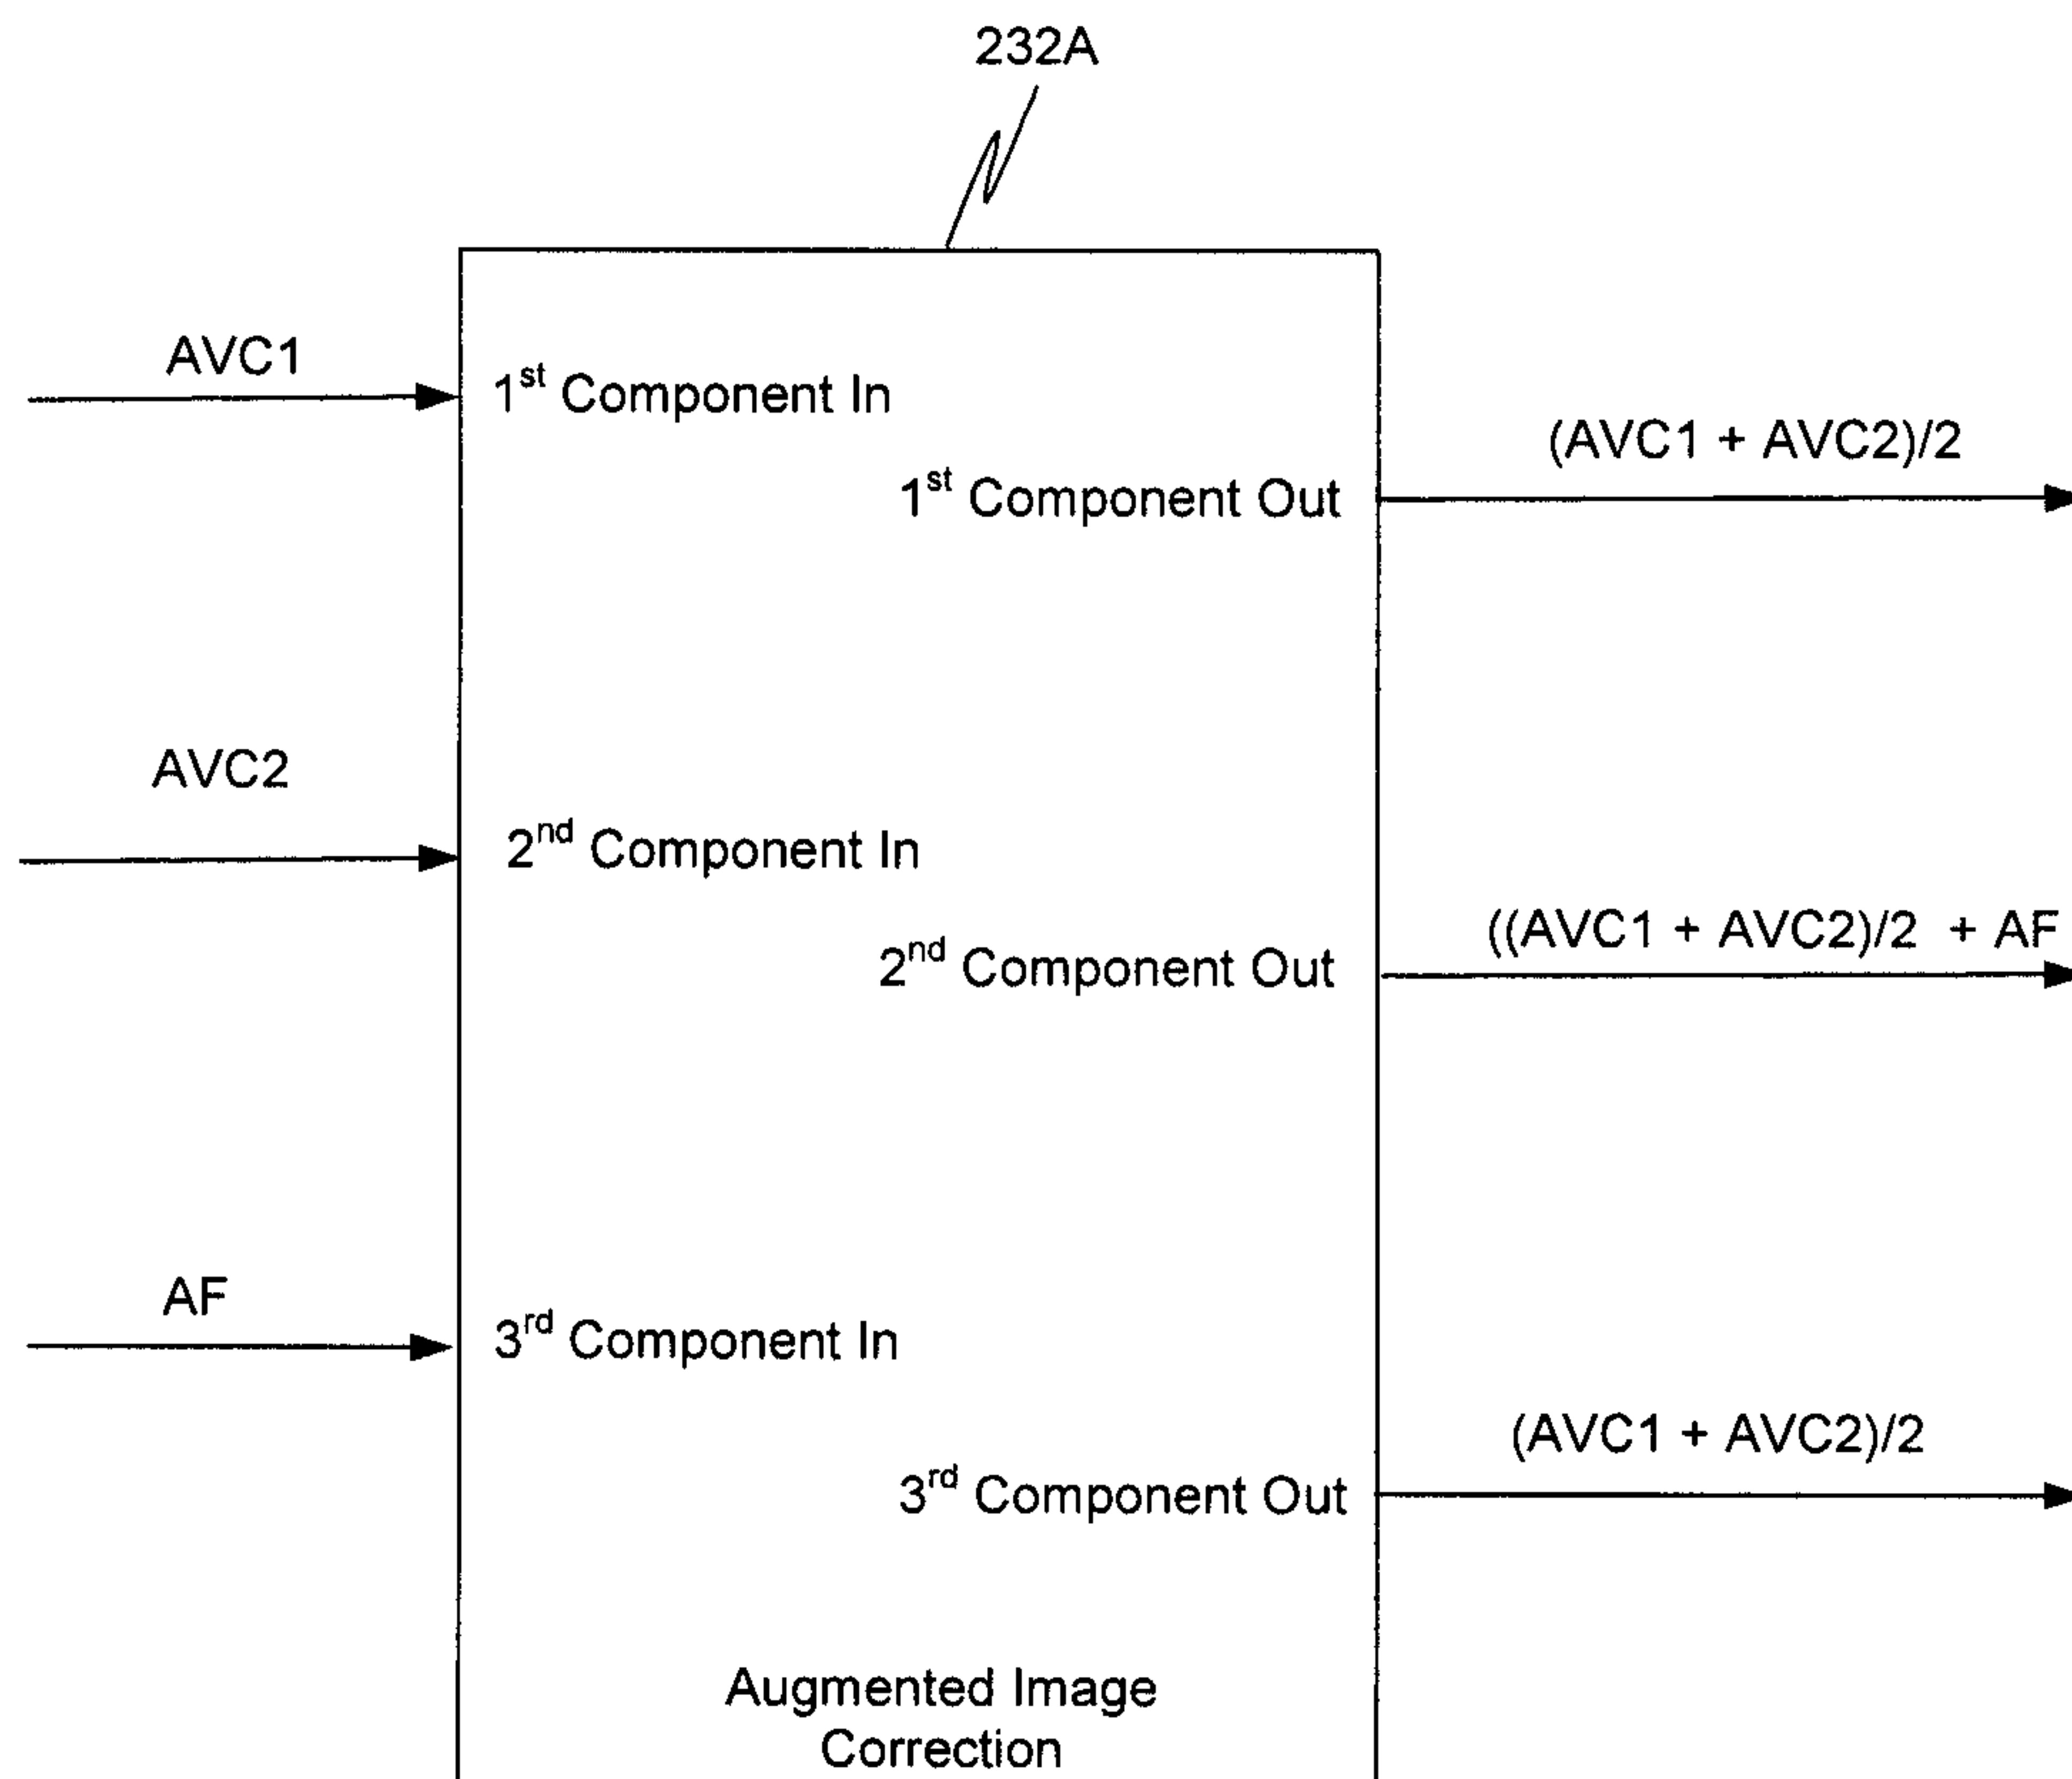 232A
AVC1
1st Component In
(AVC1 + AVC2)/2
1st Component Out
AVC2
2nd Component In
((AVC1 + AVC2)/2 + AF
2nd Component Out
AF
3rd Component In
(AVC1 + AVC2)/2
3rd Component Out
Augmented Image
Correction